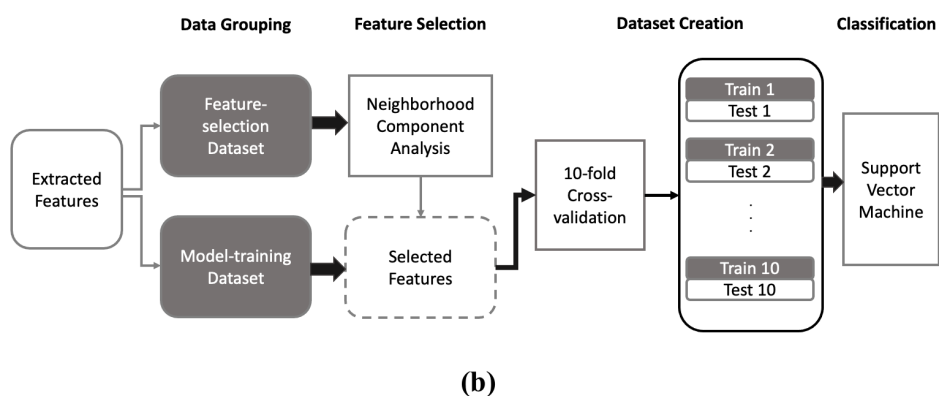 Data Grouping
Feature Selection
Dataset Creation
Classification
Extracted
Features
Feature-
selection
Dataset
Model-training
Dataset
Neighborhood
Component
Analysis
Selected
Features
10-fold
Cross-
validation
Train 1
Test 1
Train 2
Test 2
Train 10
Test 10
Support
Vector
Machine
(b)